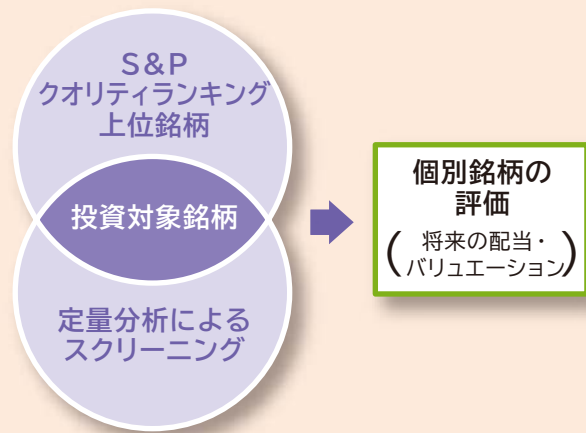 S&P
クオリティランキング
上位銘柄
投資対象銘柄
定量分析による
スクリーニング
個別銘柄の
評価
(将来の配当・
バリュエーション)